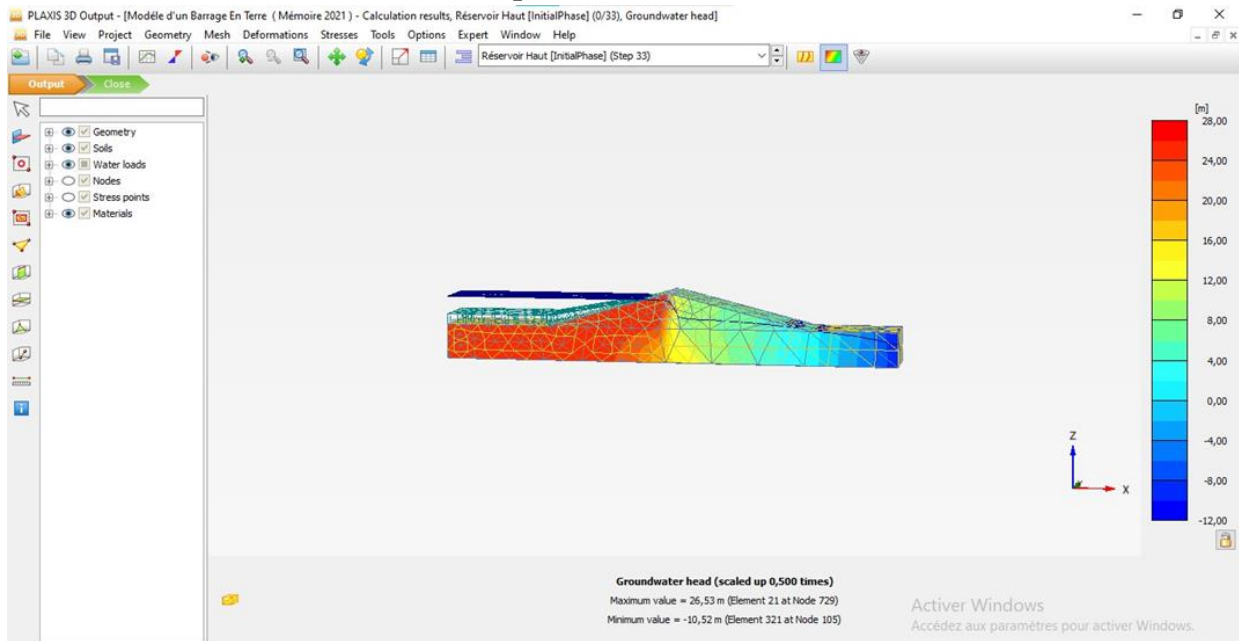 PLAXIS 3D Output - [Modéle d'un Barrage En Terre ( Mémoire 2021 ) - Calculation results, Réservoir Haut [InitialPhase] (0/33), Groundwater head]
File View Project Geometry Mesh Deformations Stresses Tools Options Expert Window Help
Réservoir Haut [InitialPhase] (Step 33)
Output Close
Geometry
Soils
Water loads
Nodes
Stress points
Materials
[m]
28,00
24,00
20,00
16,00
12,00
8,00
4,00
0,00
-4,00
-8,00
-12,00
Z
X
Groundwater head (scaled up 0,500 times)
Maximum value = 26,53 m (Element 21 at Node 729)
Minimum value = -10,52 m (Element 321 at Node 105)
Activer Windows
Accédez aux paramètres pour activer Windows.